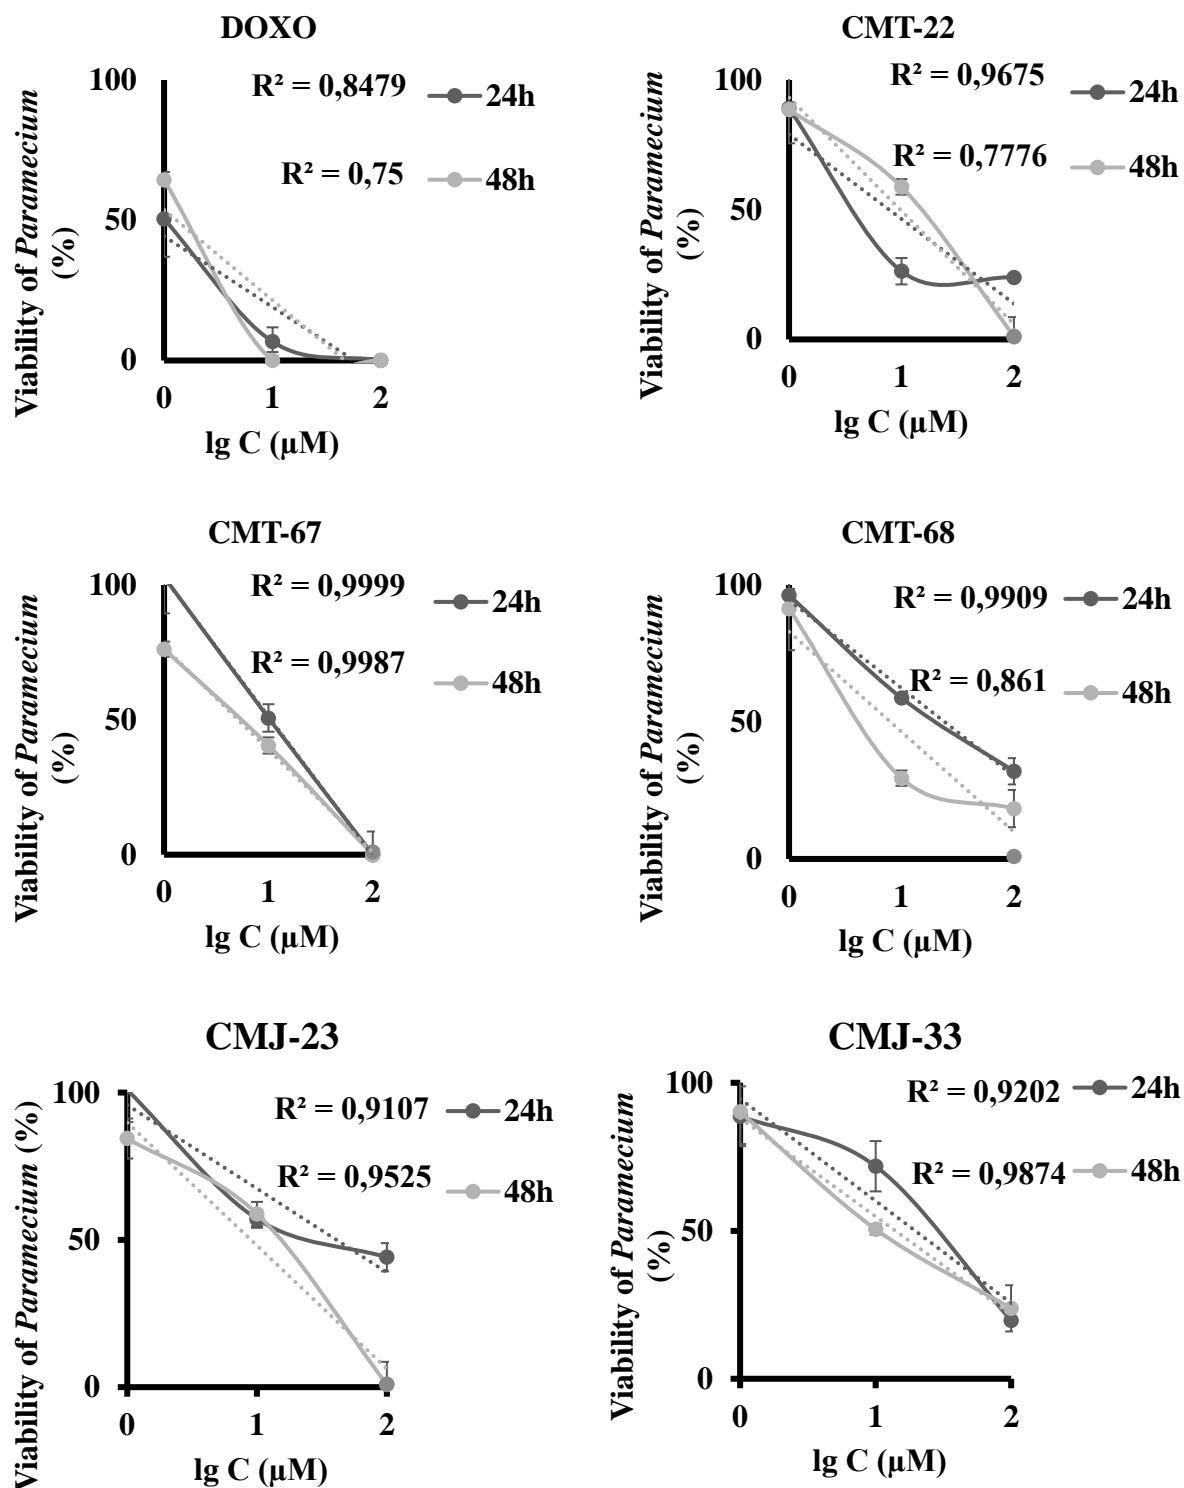 DOXO
100
R² = 0,8479
24h
R² = 0,75
48h
50
0
0 1 2
lg C (μM)
Viability of Paramecium
(%)
CMT-22
100
R² = 0,9675
24h
R² = 0,7776
48h
50
0
0 1 2
lg C (μM)
Viability of Paramecium
(%)
CMT-67
100
R² = 0,9999
24h
R² = 0,9987
48h
50
0
0 1 2
lg C (μM)
Viability of Paramecium
(%)
CMT-68
100
R² = 0,9909
24h
R² = 0,861
48h
50
0
0 1 2
lg C (μM)
Viability of Paramecium
(%)
CMJ-23
100
R² = 0,9107
24h
R² = 0,9525
48h
50
0
0 1 2
lg C (μM)
Viability of Paramecium (%)
CMJ-33
100
R² = 0,9202
24h
R² = 0,9874
48h
50
0
0 1 2
lg C (μM)
Viability of Paramecium
(%)